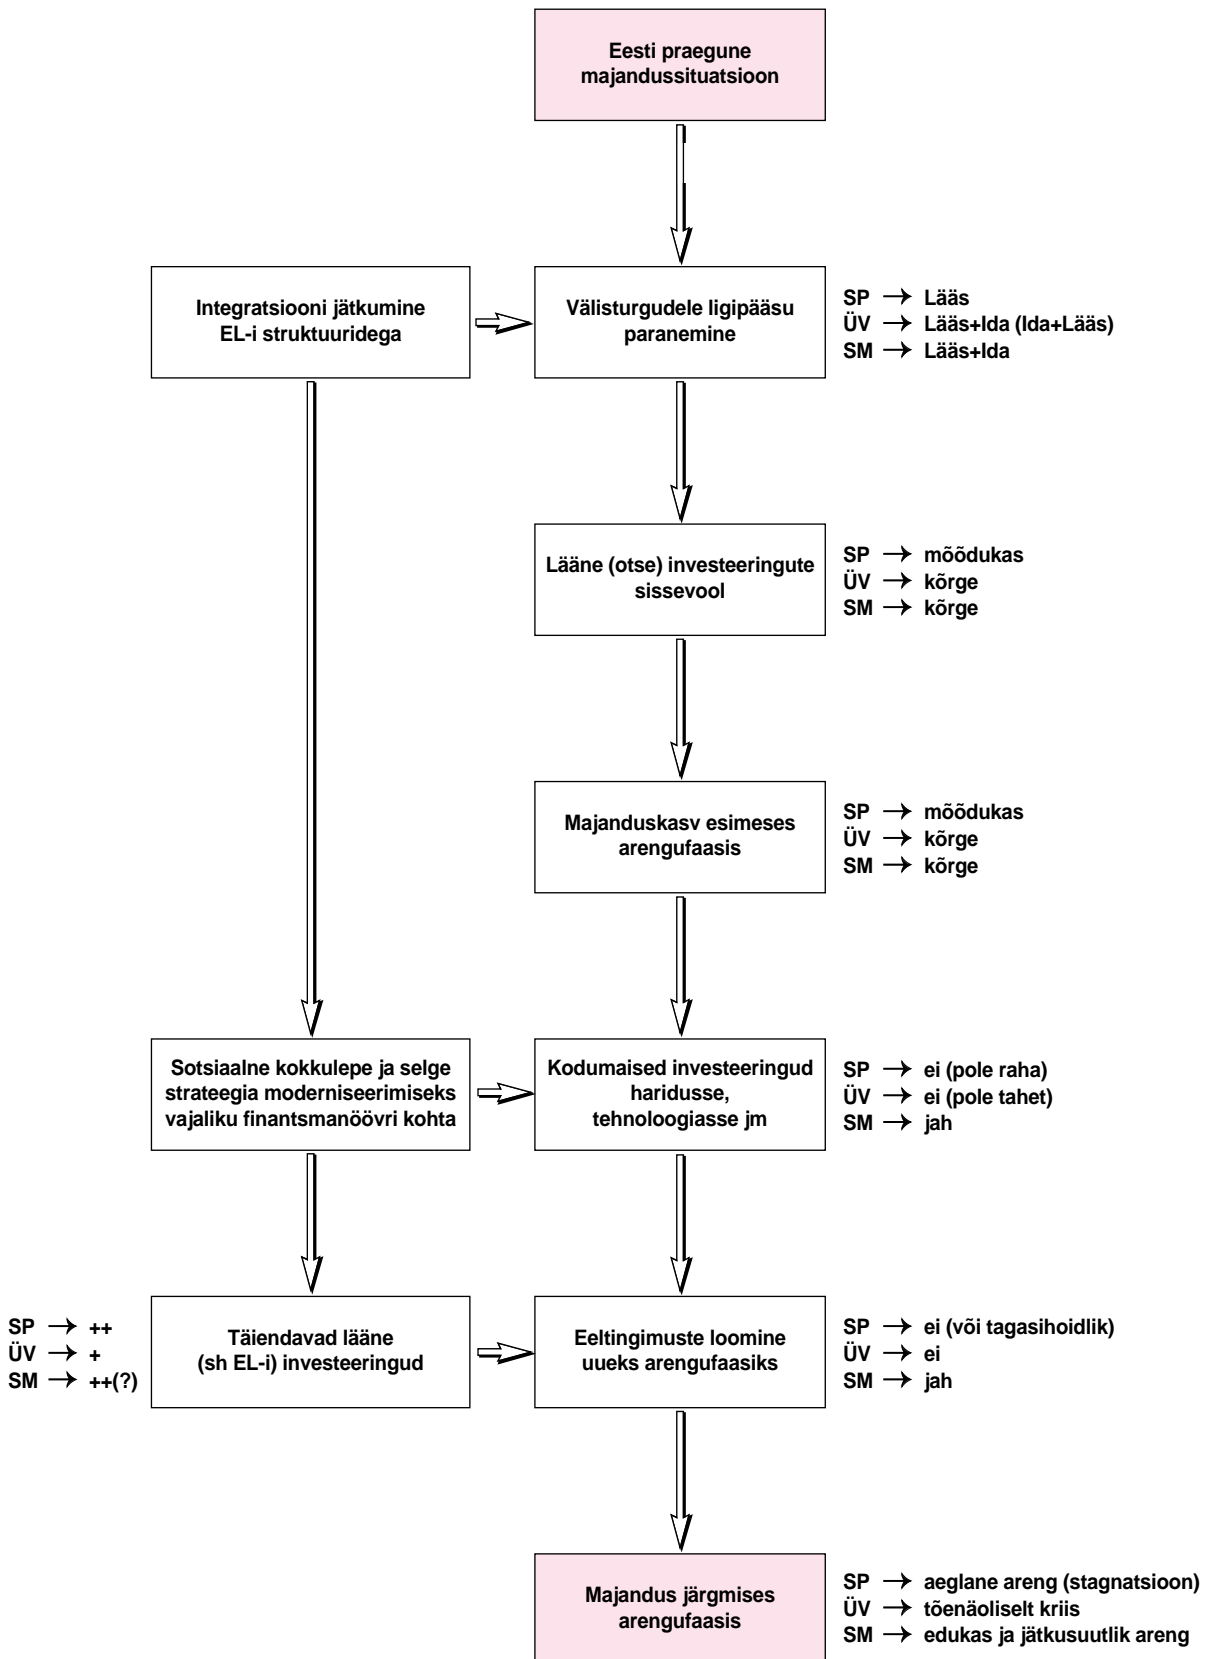 Eesti praegune
majandussituatsioon
Integratsiooni jätkumine
EL-i struktuuridega
Välisturgudele ligipääsu
paranemine
SP → Lääs
ÜV → Lääs+Ida (Ida+Lääs)
SM → Lääs+Ida
Lääne (otse) investeeringute
sissevool
SP → mõõdukas
ÜV → kõrge
SM → kõrge
Majanduskasv esimeses
arengufaasis
SP → mõõdukas
ÜV → kõrge
SM → kõrge
Sotsiaalne kokkulepe ja selge
strateegia moderniseerimiseks
vajaliku finantsmanöövri kohta
Kodumaised investeeringud
haridusse,
tehnoloogiasse jm
SP → ei (pole raha)
ÜV → ei (pole tahet)
SM → jah
SP → ++
ÜV → +
SM → ++(?)
Täiendavad lääne
(sh EL-i) investeeringud
Eeltingimuste loomine
uueks arengufaasiks
SP → ei (või tagasihoidlik)
ÜV → ei
SM → jah
Majandus järgmises
arengufaasis
SP → aeglane areng (stagnatsioon)
ÜV → tõenäoliselt kriis
SM → edukas ja jätkusuutlik areng